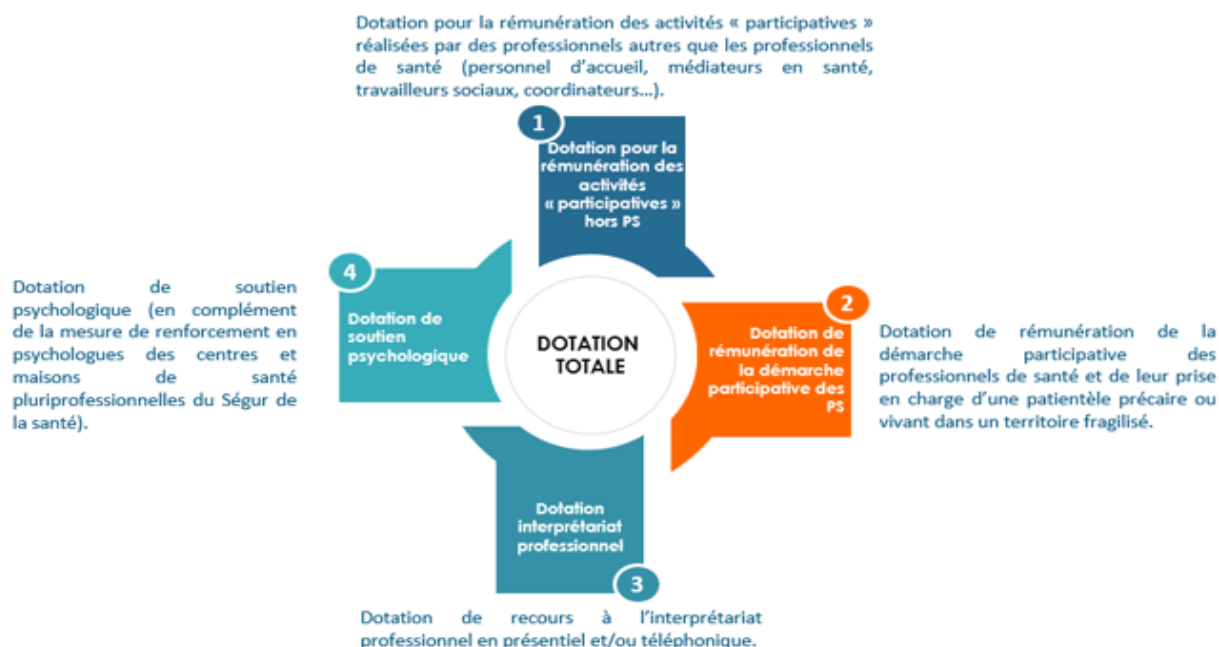 Dotation pour la rémunération des activités « participatives »
réalisées par des professionnels autres que les professionnels
de santé (personnel d'accueil, médiateurs en santé,
travailleurs sociaux, coordinateurs...).
1
Dotation pour la
rémunération des
activités
« participatives »
hors PS
2
Dotation de
rémunération de
la démarche
participative des
PS
Dotation de rémunération de la
démarche participative des
professionnels de santé et de leur prise
en charge d'une patientèle précaire ou
vivant dans un territoire fragilisé.
DOTATION
TOTALE
4
Dotation de
soutien
psychologique
Dotation de soutien
psychologique (en complément
de la mesure de renforcement en
psychologues des centres et
maisons de santé
pluriprofessionnelles du Ségur de
la santé).
Dotation
interprétariat
professionnel
3
Dotation de recours à l'interprétariat
professionnel en présentiel et/ou téléphonique.